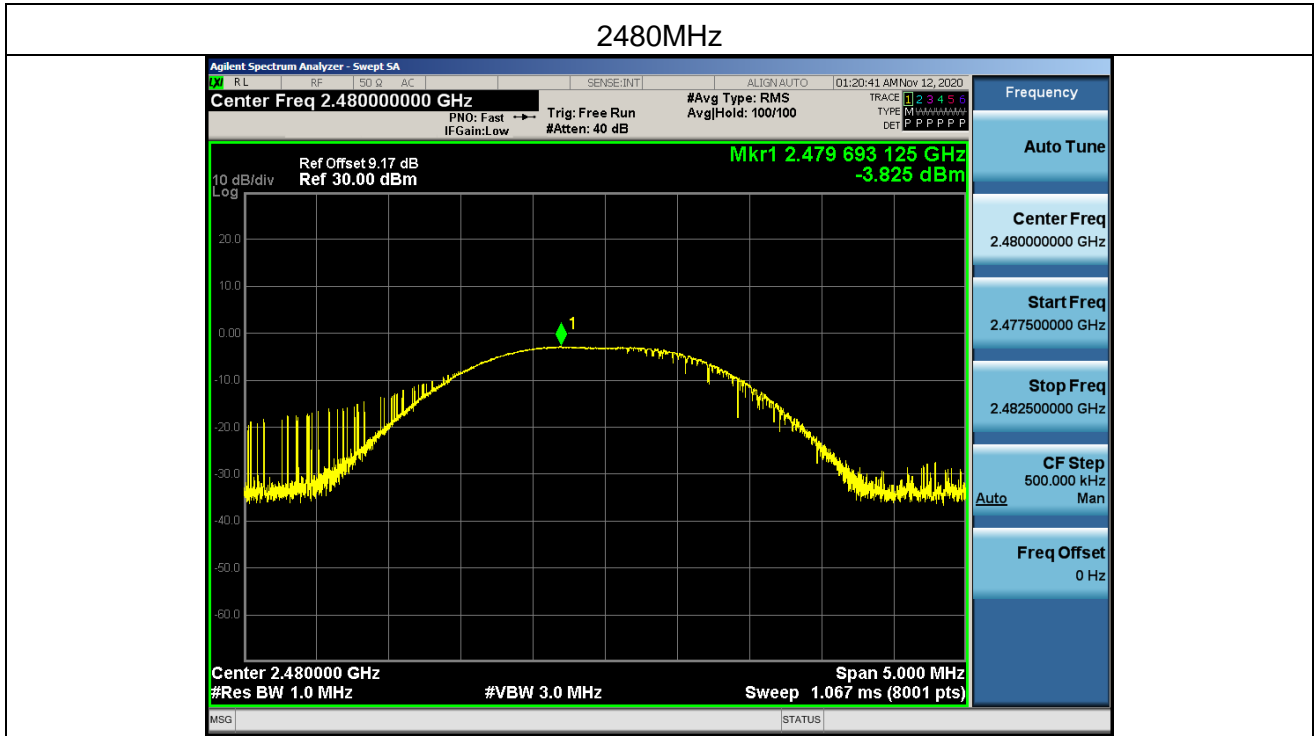 2480MHz
Agilent Spectrum Analyzer - Swept SA
LXI RL RF 50 Ω AC SENSE:INT ALIGN AUTO 01:20:41 AM Nov 12, 2020
Center Freq 2.480000000 GHz
PNO: Fast
IFGain:Low
Trig: Free Run
#Atten: 40 dB
#Avg Type: RMS
Avg|Hold: 100/100
TRACE 1 2 3 4 5 6
TYPE M WWWWW
DET P P P P P P
Ref Offset 9.17 dB
10 dB/div Ref 30.00 dBm
Log
Mkr1 2.479 693 125 GHz
-3.825 dBm
20.0
10.0
0.00
-10.0
-20.0
-30.0
-40.0
-50.0
-60.0
1
Center 2.480000 GHz Span 5.000 MHz
#Res BW 1.0 MHz #VBW 3.0 MHz Sweep 1.067 ms (8001 pts)
MSG STATUS
Frequency
Auto Tune
Center Freq
2.480000000 GHz
Start Freq
2.477500000 GHz
Stop Freq
2.482500000 GHz
CF Step
500.000 kHz
Auto Man
Freq Offset
0 Hz